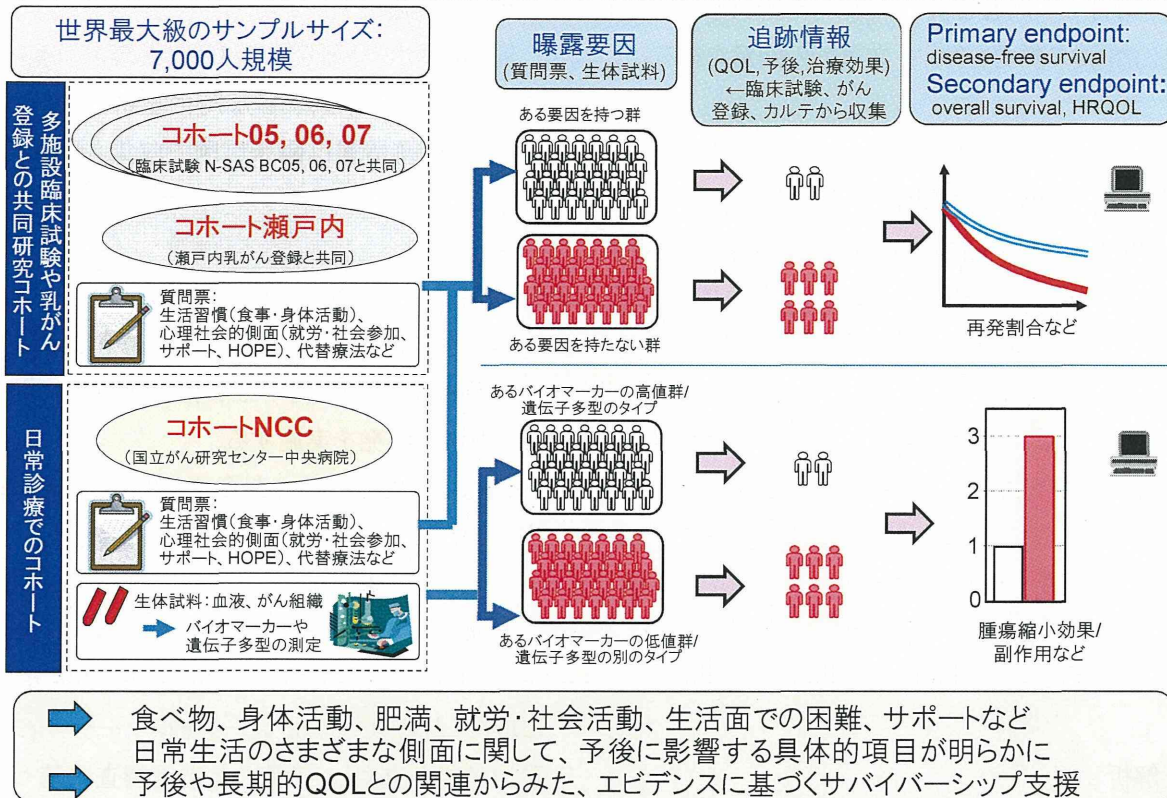 世界最大級のサンプルサイズ:
7,000人規模
多施設臨床試験や乳がん
登録との共同研究コホート
コホート05, 06, 07
(臨床試験 N-SAS BC05, 06, 07と共同)
コホート瀬戸内
(瀬戸内乳がん登録と共同)
質問票:
生活習慣(食事・身体活動)、
心理社会的側面(就労・社会参加、
サポート、HOPE)、代替療法など
日常診療でのコホート
コホートNCC
(国立がん研究センター中央病院)
質問票:
生活習慣(食事・身体活動)、
心理社会的側面(就労・社会参加、
サポート、HOPE)、代替療法など
生体試料:血液、がん組織
バイオマーカーや
遺伝子多型の測定
曝露要因
(質問票、生体試料)
ある要因を持つ群
ある要因を持たない群
あるバイオマーカーの高値群/
遺伝子多型のタイプ
あるバイオマーカーの低値群/
遺伝子多型の別のタイプ
追跡情報
(QOL,予後,治療効果)
←臨床試験、がん
登録、カルテから収集
Primary endpoint:
disease-free survival
Secondary endpoint:
overall survival, HRQOL
再発割合など
3
2
1
0
腫瘍縮小効果/
副作用など
食べ物、身体活動、肥満、就労・社会活動、生活面での困難、サポートなど
日常生活のさまざまな側面に関して、予後に影響する具体的項目が明らかに
予後や長期的QOLとの関連からみた、エビデンスに基づくサバイバーシップ支援